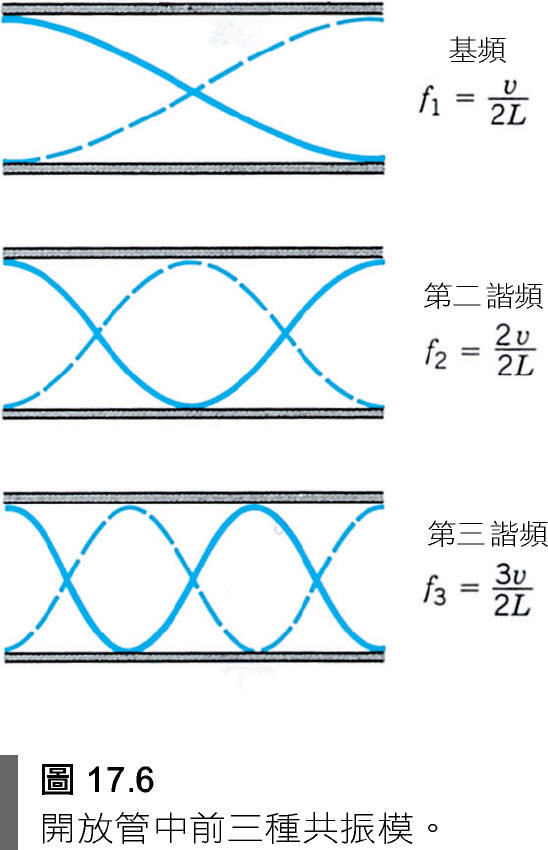 基頻
f₁ = v/2L
第二諧頻
f₂ = 2v/2L
第三諧頻
f₃ = 3v/2L
圖 17.6
開放管中前三種共振模。